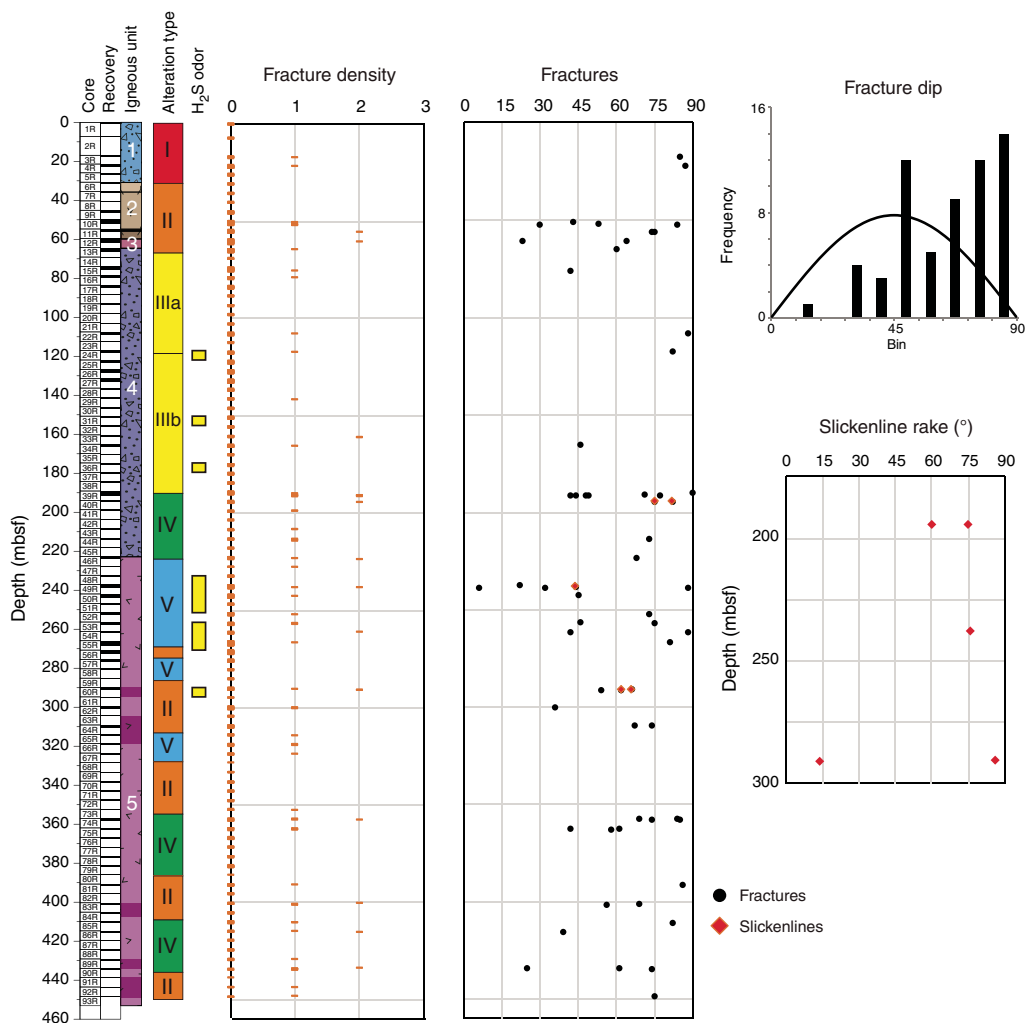 Core
Recovery
Igneous unit
Alteration type
H2S odor
Fracture density
0 1 2 3
Fractures
0 15 30 45 60 75 90
Depth (mbsf)
0
20
40
60
80
100
120
140
160
180
200
220
240
260
280
300
320
340
360
380
400
420
440
460
1R
2R
3R
4R
5R
6R
7R
8R
9R
10R
11R
12R
13R
14R
15R
16R
17R
18R
19R
20R
21R
22R
23R
24R
25R
26R
27R
28R
29R
30R
31R
32R
33R
34R
35R
36R
37R
38R
39R
40R
41R
42R
43R
44R
45R
46R
47R
48R
49R
50R
51R
52R
53R
54R
55R
56R
57R
58R
59R
60R
61R
62R
63R
64R
65R
66R
67R
68R
69R
70R
71R
72R
73R
74R
75R
76R
77R
78R
79R
80R
81R
82R
83R
84R
85R
86R
87R
88R
89R
90R
91R
92R
93R
1
2
3
4
5
I
II
IIIa
IIIb
IV
V
V
II
V
II
IV
II
IV
II
Fracture dip
Frequency
16
8
0
0 45 90
Bin
Slickenline rake (°)
0 15 30 45 60 75 90
Depth (mbsf)
200
250
300
Fractures
Slickenlines